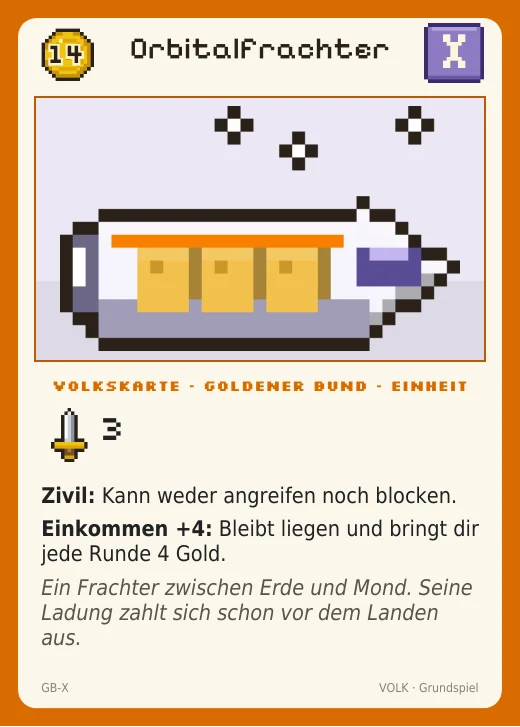 14
OrbitalFrachter
X
VOLKSKARTE · GOLDENER BUND · EINHEIT
3
Zivil: Kann weder angreifen noch blocken.
Einkommen +4: Bleibt liegen und bringt dir
jede Runde 4 Gold.
Ein Frachter zwischen Erde und Mond. Seine
Ladung zahlt sich schon vor dem Landen
aus.
GB-X
VOLK · Grundspiel